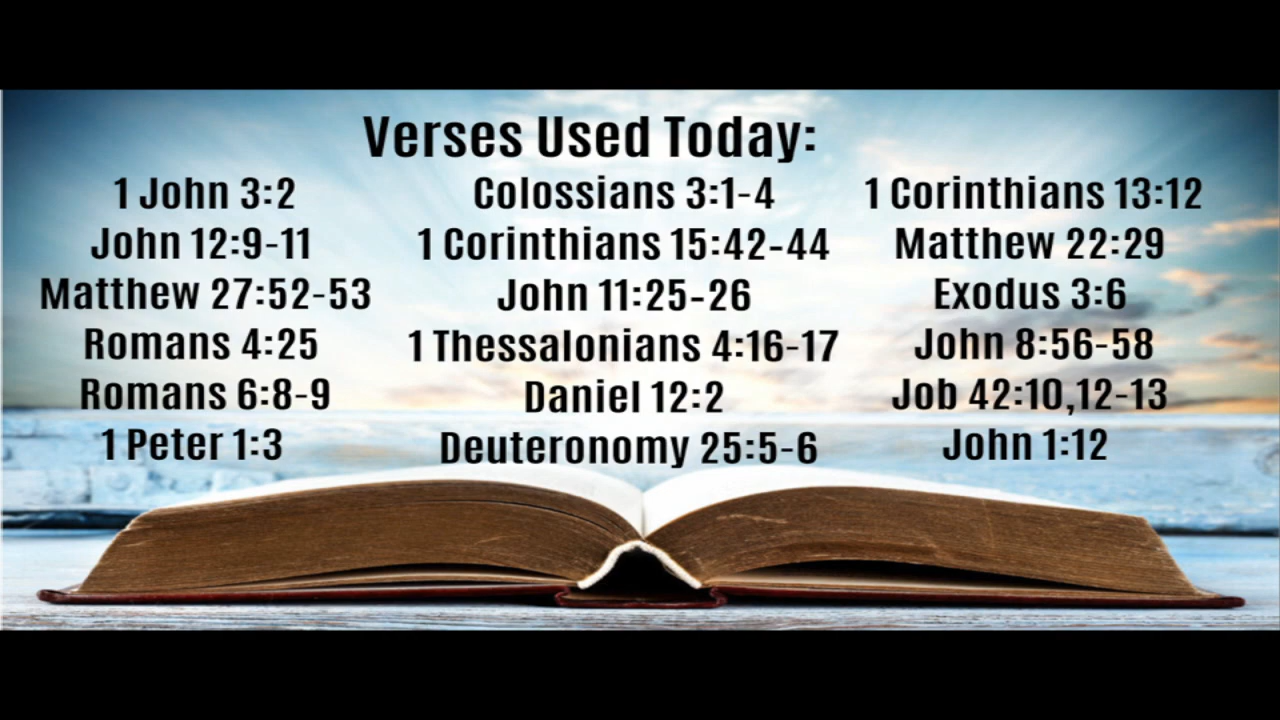 Verses Used Today:
1 John 3:2
John 12:9-11
Matthew 27:52-53
Romans 4:25
Romans 6:8-9
1 Peter 1:3
Colossians 3:1-4
1 Corinthians 15:42-44
John 11:25-26
1 Thessalonians 4:16-17
Daniel 12:2
Deuteronomy 25:5-6
1 Corinthians 13:12
Matthew 22:29
Exodus 3:6
John 8:56-58
Job 42:10,12-13
John 1:12